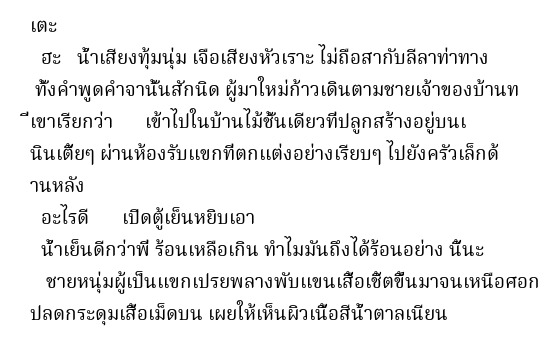 เตะ
ฮะ น้ำเสียงทุ้มนุ่ม เจือเสียงหัวเราะ ไม่ถือสากับลีลาท่าทาง
ทั้งคำพูดคำจานั้นสักนิด ผู้มาใหม่ก้าวเดินตามชายเจ้าของบ้านท
ี่เขาเรียกว่า เข้าไปในบ้านไม้ชั้นเดียวที่ปลูกสร้างอยู่บนเ
นินเตี้ยๆ ผ่านห้องรับแขกที่ตกแต่งอย่างเรียบๆ ไปยังครัวเล็กด้
านหลัง
อะไรดี เปิดตู้เย็นหยิบเอา
น้ำเย็นดีกว่าพี่ ร้อนเหลือเกิน ทำไมมันถึงได้ร้อนอย่าง นี้นะ
ชายหนุ่มผู้เป็นแขกเปรยพลางพับแขนเสื้อเชิ้ตขึ้นมาจนเหนือศอก
ปลดกระดุมเสื้อเม็ดบน เผยให้เห็นผิวเนื้อสีน้ำตาลเนียน